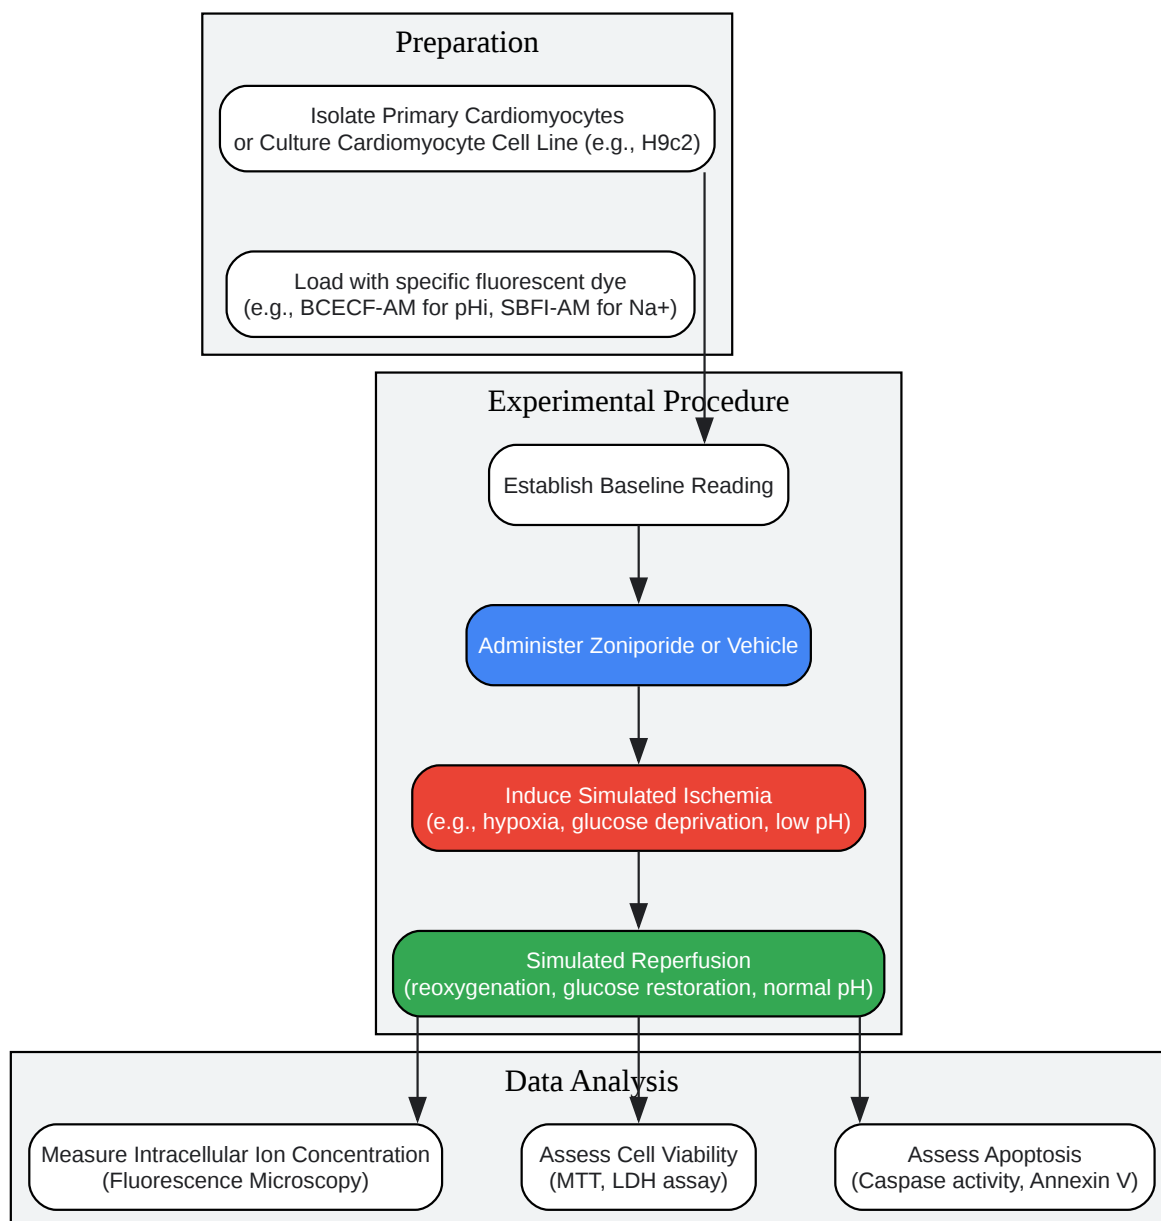 Preparation
Isolate Primary Cardiomyocytes
or Culture Cardiomyocyte Cell Line (e.g., H9c2)
Load with specific fluorescent dye
(e.g., BCECF-AM for pHi, SBFI-AM for Na+)
Experimental Procedure
Establish Baseline Reading
Administer Zoniporide or Vehicle
Induce Simulated Ischemia
(e.g., hypoxia, glucose deprivation, low pH)
Simulated Reperfusion
(reoxygenation, glucose restoration, normal pH)
Data Analysis
Measure Intracellular Ion Concentration
(Fluorescence Microscopy)
Assess Cell Viability
(MTT, LDH assay)
Assess Apoptosis
(Caspase activity, Annexin V)